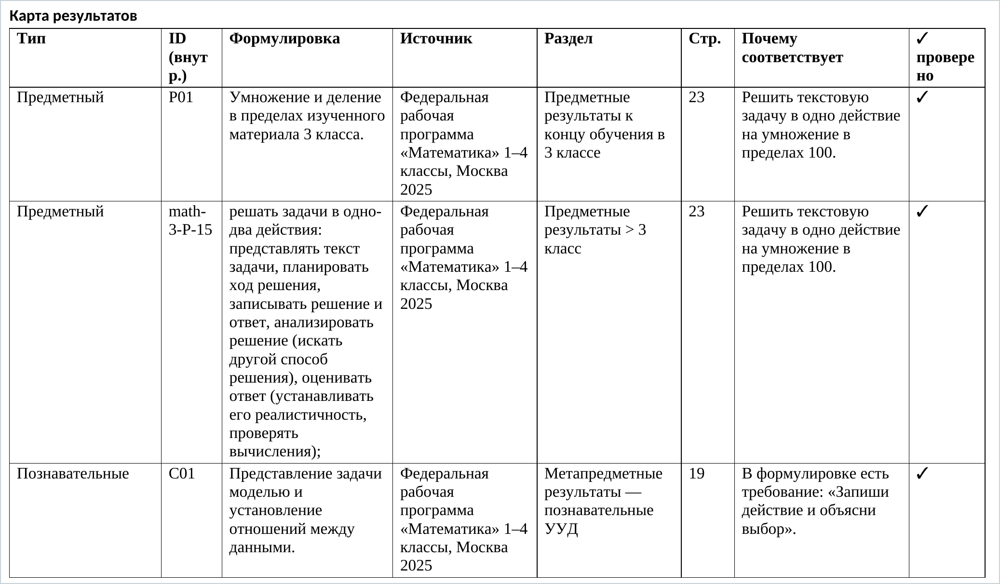 Карта результатов
Тип
ID
(внут
р.)
Формулировка
Источник
Раздел
Стр.
Почему
соответствует
✓
провере
но
Предметный
P01
Умножение и деление
в пределах изученного
материала 3 класса.
Федеральная
рабочая
программа
«Математика» 1–4
классы, Москва
2025
Предметные
результаты к
концу обучения в
3 классе
23
Решить текстовую
задачу в одно действие
на умножение в
пределах 100.
✓
Предметный
math-
3-P-15
решать задачи в одно-
два действия:
представлять текст
задачи, планировать
ход решения,
записывать решение и
ответ, анализировать
решение (искать
другой способ
решения), оценивать
ответ (устанавливать
его реалистичность,
проверять
вычисления);
Федеральная
рабочая
программа
«Математика» 1–4
классы, Москва
2025
Предметные
результаты > 3
класс
23
Решить текстовую
задачу в одно действие
на умножение в
пределах 100.
✓
Познавательные
C01
Представление задачи
моделью и
установление
отношений между
данными.
Федеральная
рабочая
программа
«Математика» 1–4
классы, Москва
2025
Метапредметные
результаты —
познавательные
УУД
19
В формулировке есть
требование: «Запиши
действие и объясни
выбор».
✓